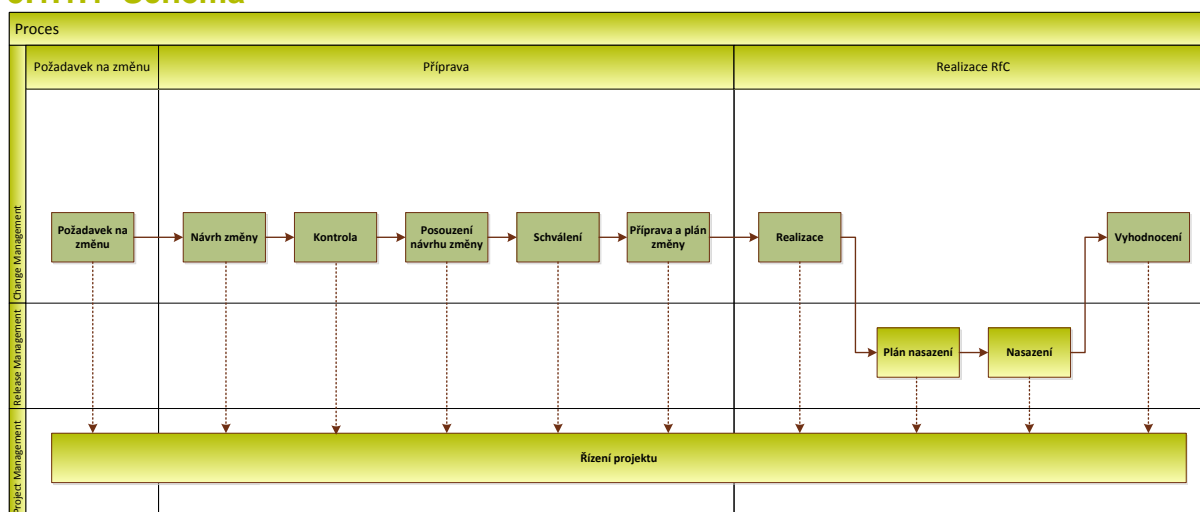 Schéma
Proces
Požadavek na změnu
Příprava
Realizace RfC
Change Management
Požadavek na
změnu
Návrh změny
Kontrola
Posouzení
návrhu změny
Schválení
Příprava a plán
změny
Realizace
Vyhodnocení
Release Management
Plán nasazení
Nasazení
Project Management
Řízení projektu